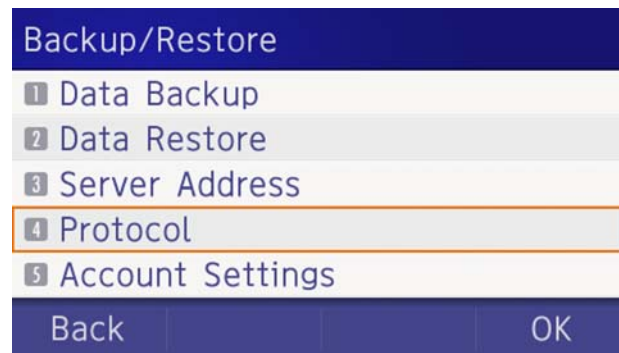 Backup/Restore
1 Data Backup
2 Data Restore
3 Server Address
4 Protocol
5 Account Settings
Back OK